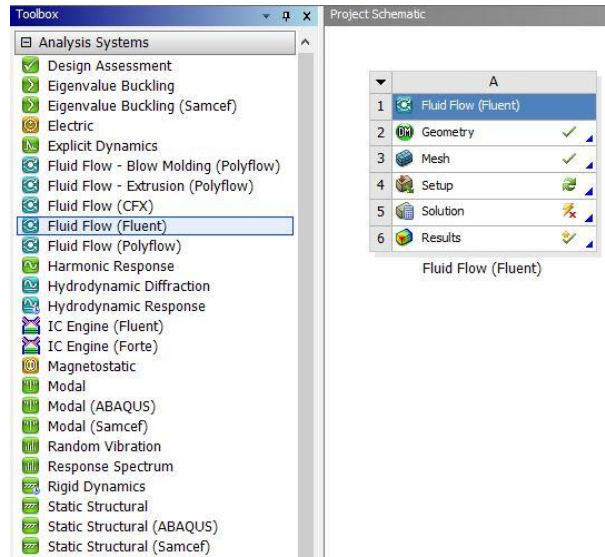 Toolbox
Analysis Systems
Design Assessment
Eigenvalue Buckling
Eigenvalue Buckling (Samcef)
Electric
Explicit Dynamics
Fluid Flow - Blow Molding (Polyflow)
Fluid Flow - Extrusion (Polyflow)
Fluid Flow (CFX)
Fluid Flow (Fluent)
Fluid Flow (Polyflow)
Harmonic Response
Hydrodynamic Diffraction
Hydrodynamic Response
IC Engine (Fluent)
IC Engine (Forte)
Magnetostatic
Modal
Modal (ABAQUS)
Modal (Samcef)
Random Vibration
Response Spectrum
Rigid Dynamics
Static Structural
Static Structural (ABAQUS)
Static Structural (Samcef)
Project Schematic
A
1 Fluid Flow (Fluent)
2 DM Geometry
3 Mesh
4 Setup
5 Solution
6 Results
Fluid Flow (Fluent)